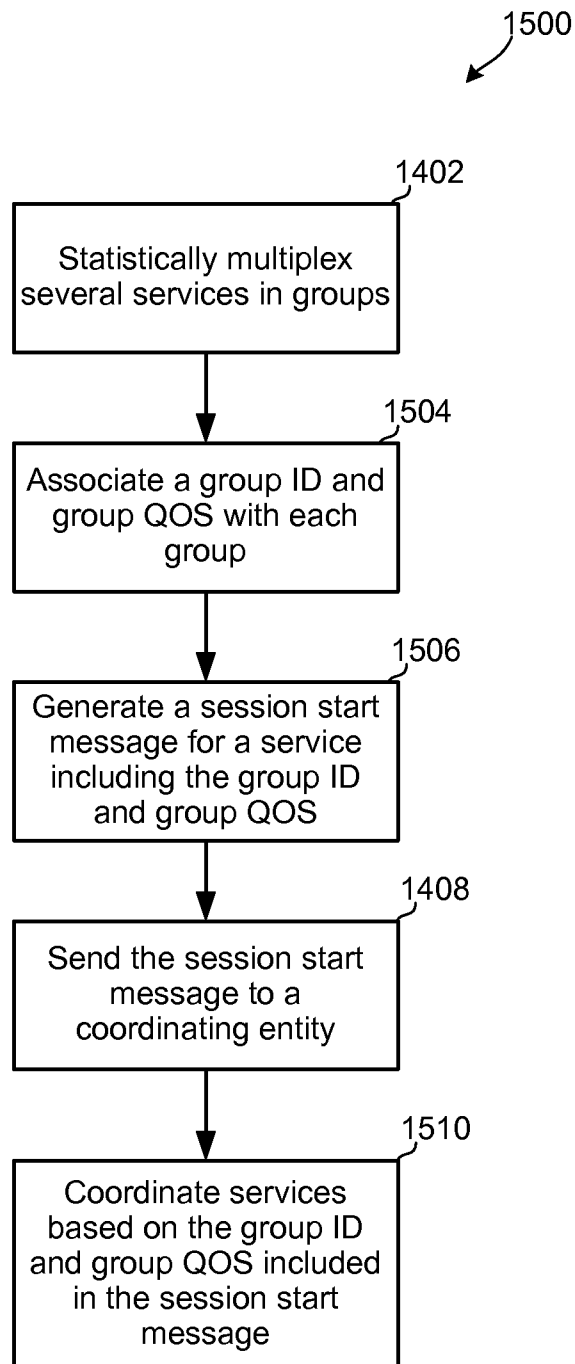 1500
1402
Statistically multiplex
several services in groups
1504
Associate a group ID and
group QOS with each
group
1506
Generate a session start
message for a service
including the group ID
and group QOS
1408
Send the session start
message to a
coordinating entity
1510
Coordinate services
based on the group ID
and group QOS included
in the session start
message